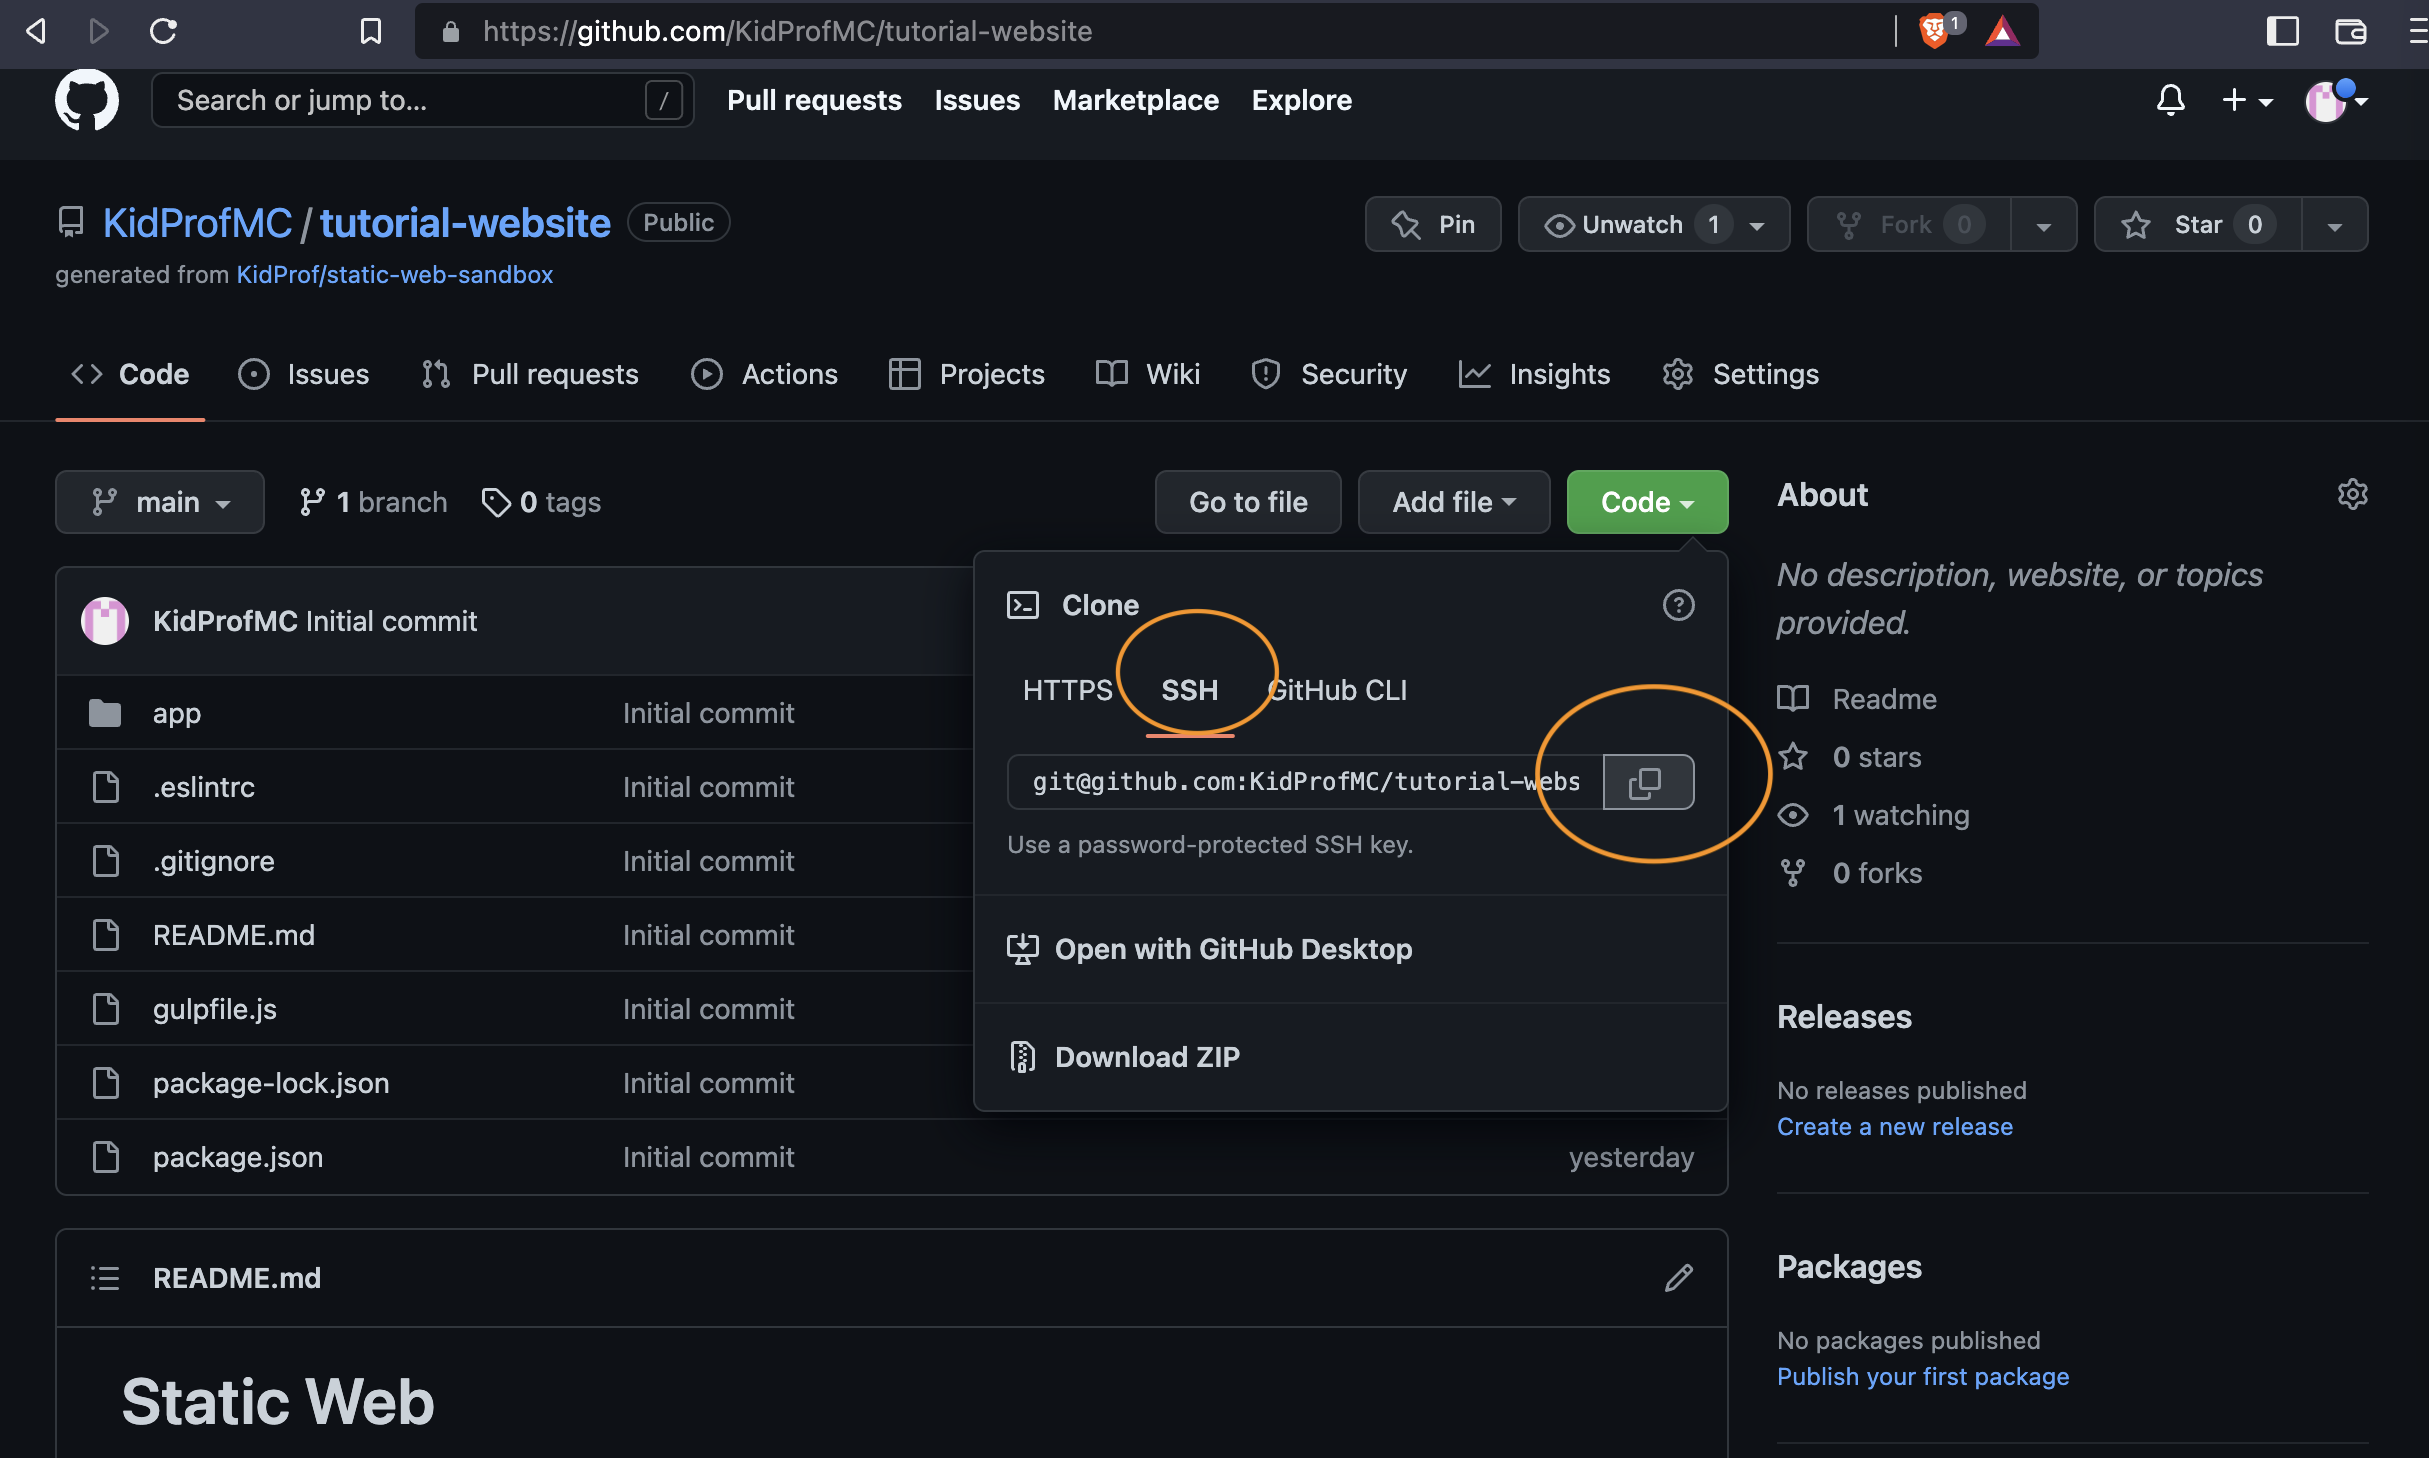 https://github.com/KidProfMC/tutorial-website
1
Search or jump to...
/
Pull requests
Issues
Marketplace
Explore
KidProfMC / tutorial-website
Public
Pin
Unwatch 1
Fork 0
Star 0
generated from KidProf/static-web-sandbox
Code
Issues
Pull requests
Actions
Projects
Wiki
Security
Insights
Settings
main
1 branch
0 tags
Go to file
Add file
Code
KidProfMC Initial commit
app Initial commit
.eslintrc Initial commit
.gitignore Initial commit
README.md Initial commit
gulpfile.js Initial commit
package-lock.json Initial commit
package.json Initial commit yesterday
Clone
HTTPS
SSH
GitHub CLI
git@github.com:KidProfMC/tutorial-webs
Use a password-protected SSH key.
Open with GitHub Desktop
Download ZIP
README.md
Static Web
About
No description, website, or topics
provided.
Readme
0 stars
1 watching
0 forks
Releases
No releases published
Create a new release
Packages
No packages published
Publish your first package